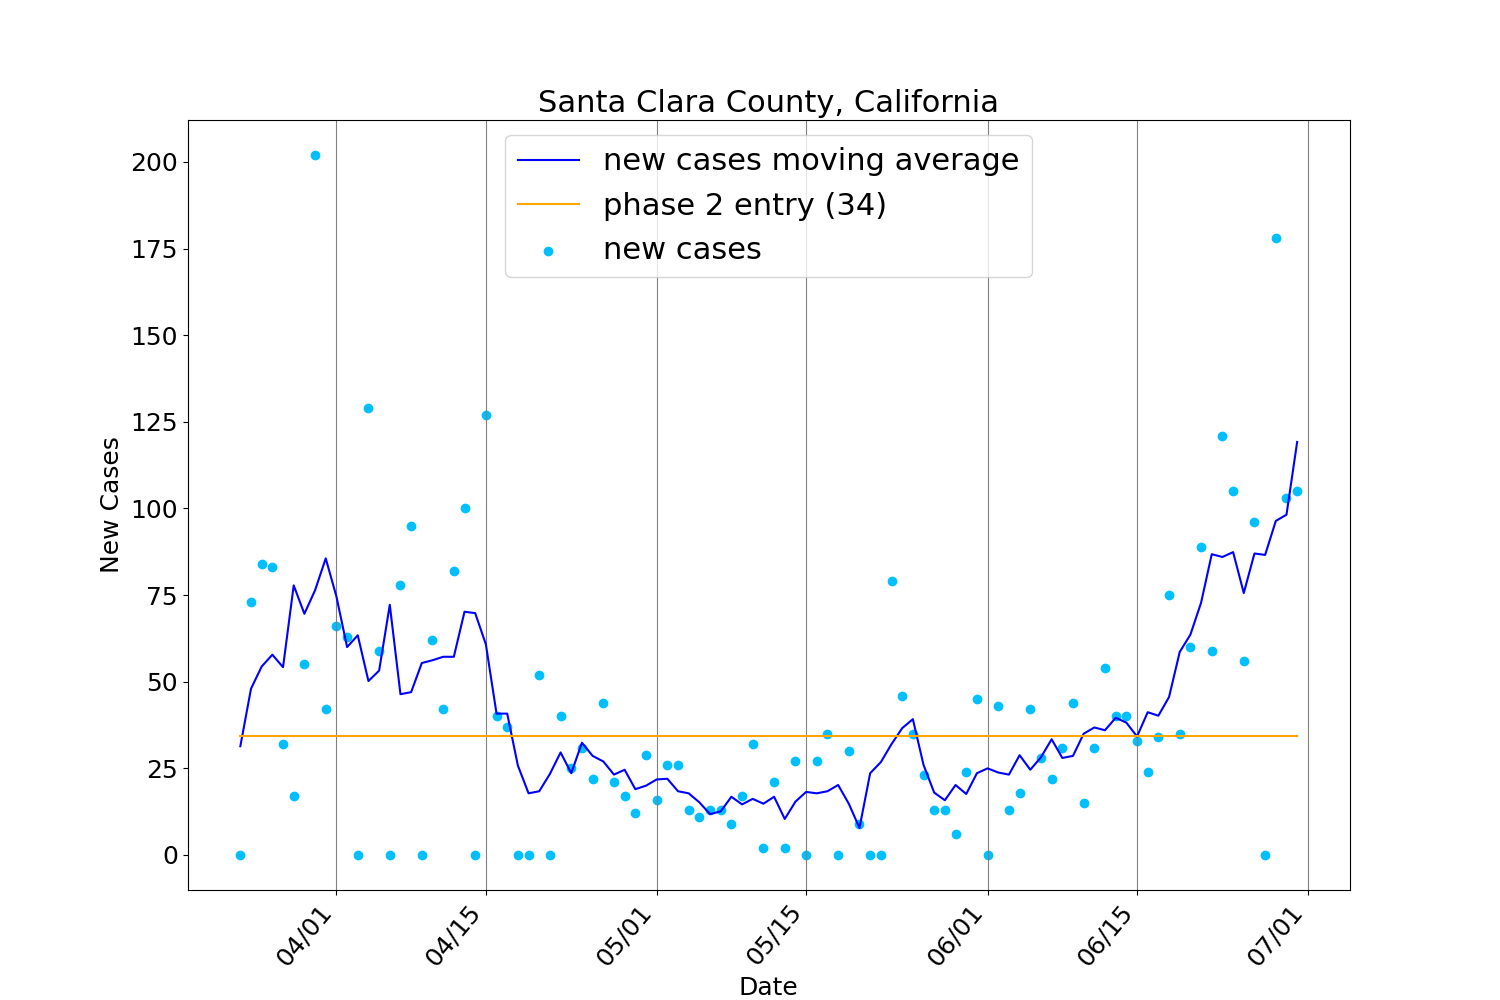 Santa Clara County, California
new cases moving average
phase 2 entry (34)
new cases
200
175
150
125
100
75
50
25
0
New Cases
04/01
04/15
05/01
05/15
06/01
06/15
07/01
Date